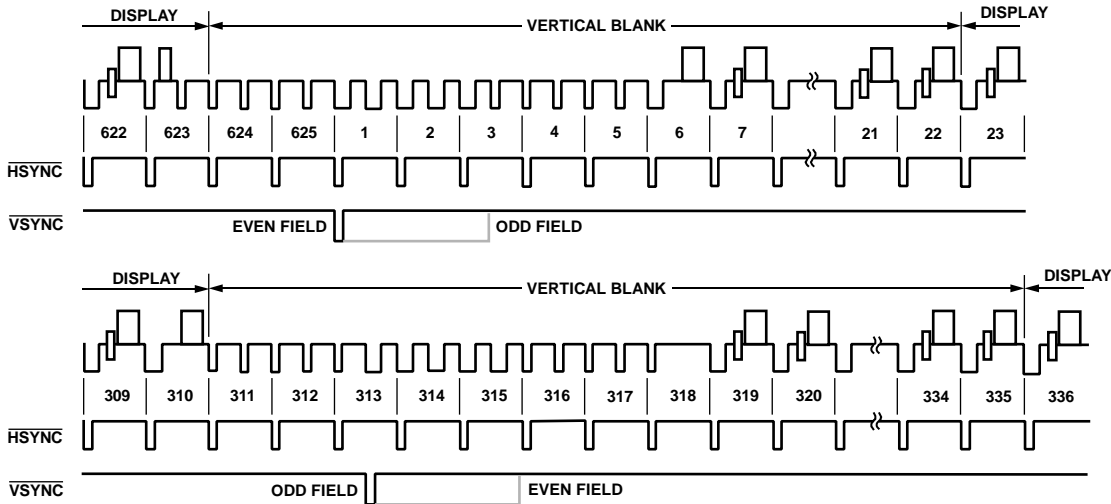 DISPLAY VERTICAL BLANK DISPLAY
622 623 624 625 1 2 3 4 5 6 7 21 22 23
HSYNC
VSYNC EVEN FIELD ODD FIELD
DISPLAY VERTICAL BLANK DISPLAY
309 310 311 312 313 314 315 316 317 318 319 320 334 335 336
HSYNC
VSYNC ODD FIELD EVEN FIELD